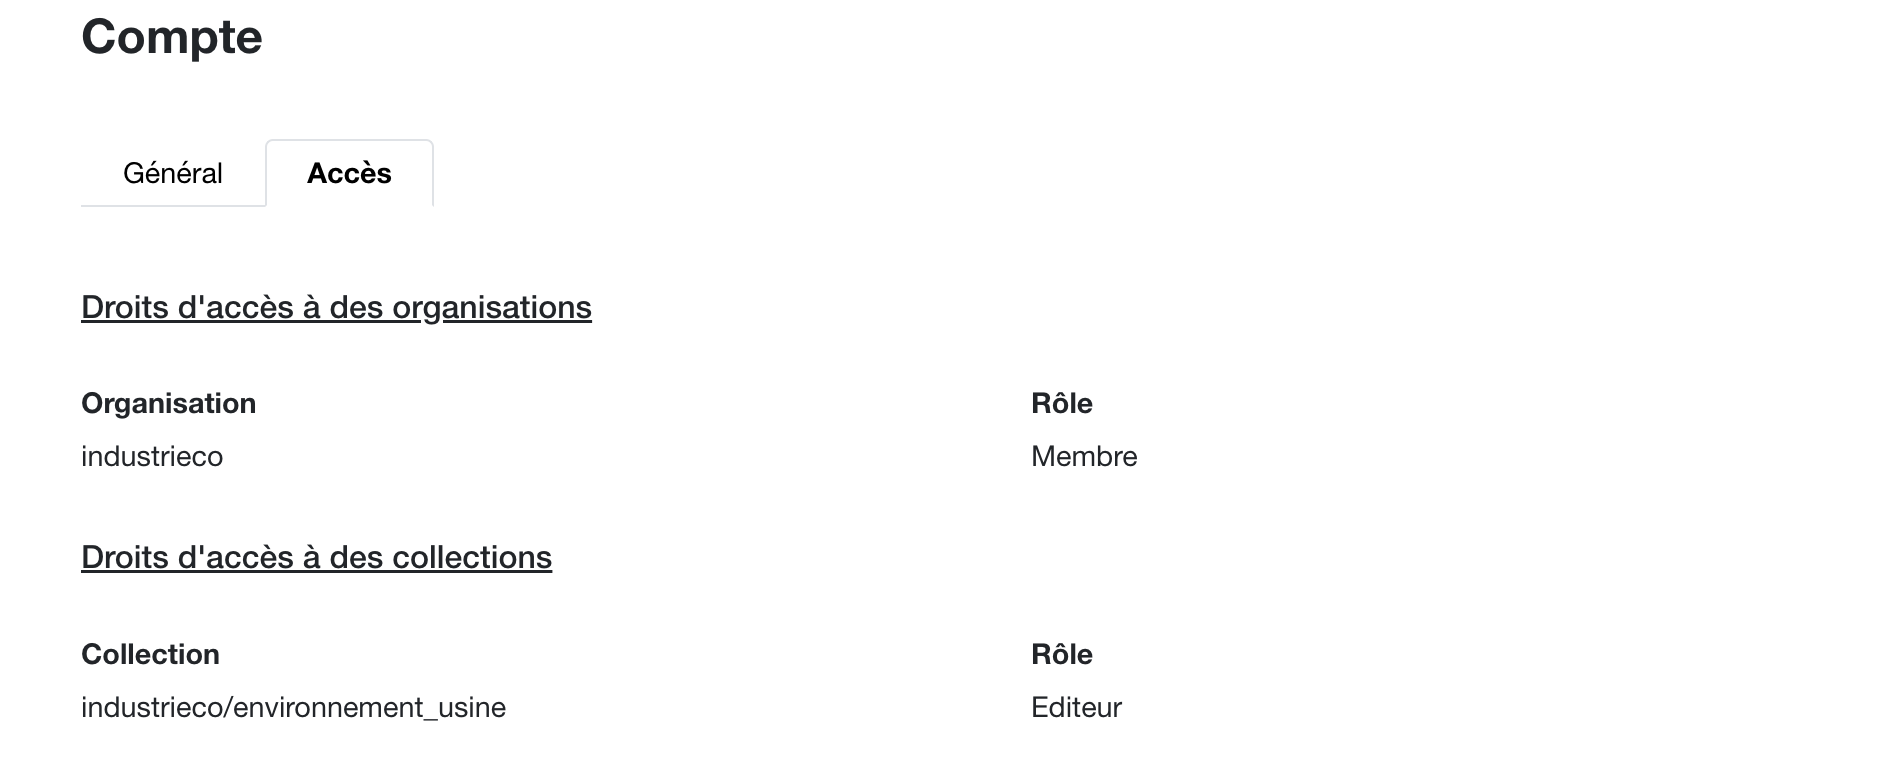 Compte
Général Accès
Droits d'accès à des organisations
Organisation Rôle
industrieco Membre
Droits d'accès à des collections
Collection Rôle
industrieco/environnement_usine Editeur